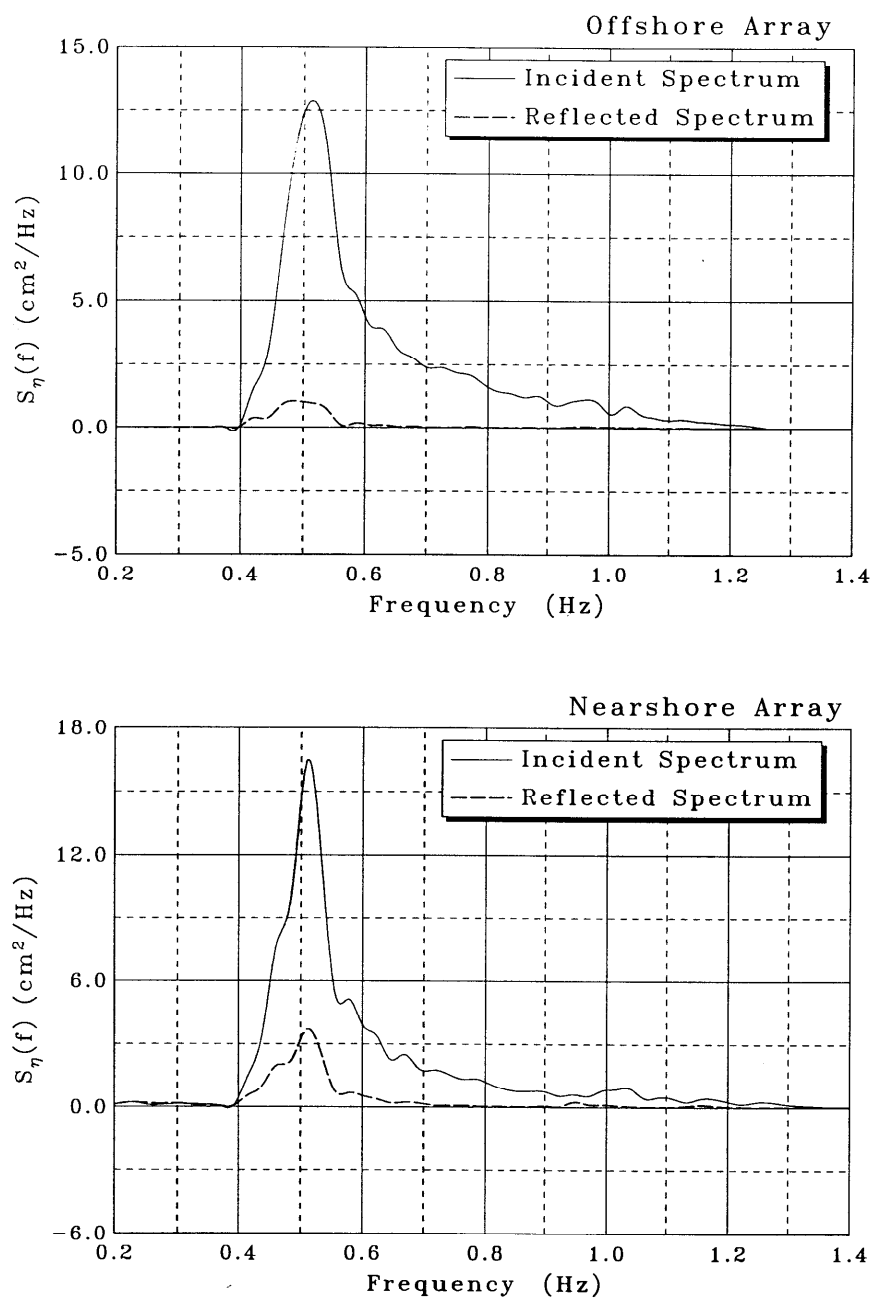 Offshore Array
15.0
10.0
5.0
0.0
-5.0
S_η(f) (cm²/Hz)
Incident Spectrum
Reflected Spectrum
0.2 0.4 0.6 0.8 1.0 1.2 1.4
Frequency (Hz)
Nearshore Array
18.0
12.0
6.0
0.0
-6.0
S_η(f) (cm²/Hz)
Incident Spectrum
Reflected Spectrum
0.2 0.4 0.6 0.8 1.0 1.2 1.4
Frequency (Hz)